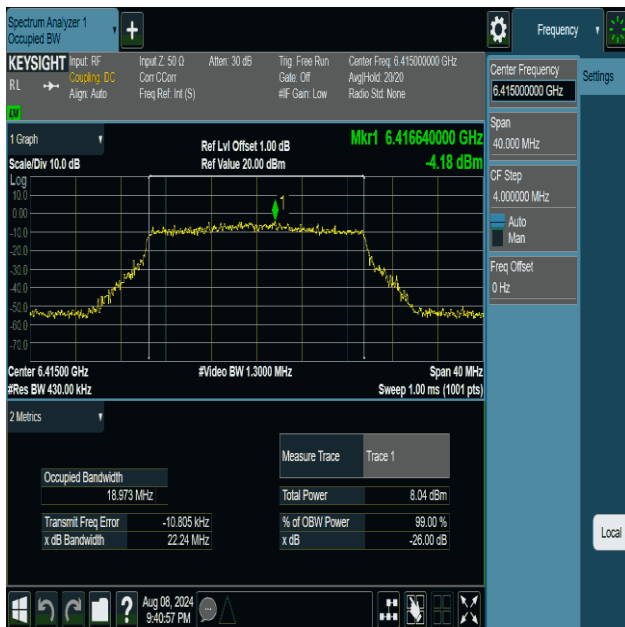 Spectrum Analyzer 1
Occupied BW
Frequency
KEYSIGHT
Input: RF
Input Z: 50 Ω
Atten: 30 dB
Trig: Free Run
Center Freq: 6.415000000 GHz
RL
Coupling: DC
Corr CCorr
Gate: Off
Avg|Hold: 20/20
Align: Auto
Freq Ref: Int (S)
#IF Gain: Low
Radio Std: None
LM
Center Frequency
6.415000000 GHz
Settings
Span
40.000 MHz
CF Step
4.000000 MHz
Auto
Man
Freq Offset
0 Hz
Local
1 Graph
Ref Lvl Offset 1.00 dB
Mkr1 6.416640000 GHz
Scale/Div 10.0 dB
Ref Value 20.00 dBm
-4.18 dBm
Log
10.0
0.00
-10.0
-20.0
-30.0
-40.0
-50.0
-60.0
-70.0
1
Center 6.41500 GHz
#Video BW 1.3000 MHz
Span 40 MHz
#Res BW 430.00 kHz
Sweep 1.00 ms (1001 pts)
2 Metrics
Measure Trace
Trace 1
Occupied Bandwidth
18.973 MHz
Total Power
8.04 dBm
Transmit Freq Error
-10.805 kHz
% of OBW Power
99.00 %
x dB Bandwidth
22.24 MHz
x dB
-26.00 dB
?
Aug 08, 2024
9:40:57 PM